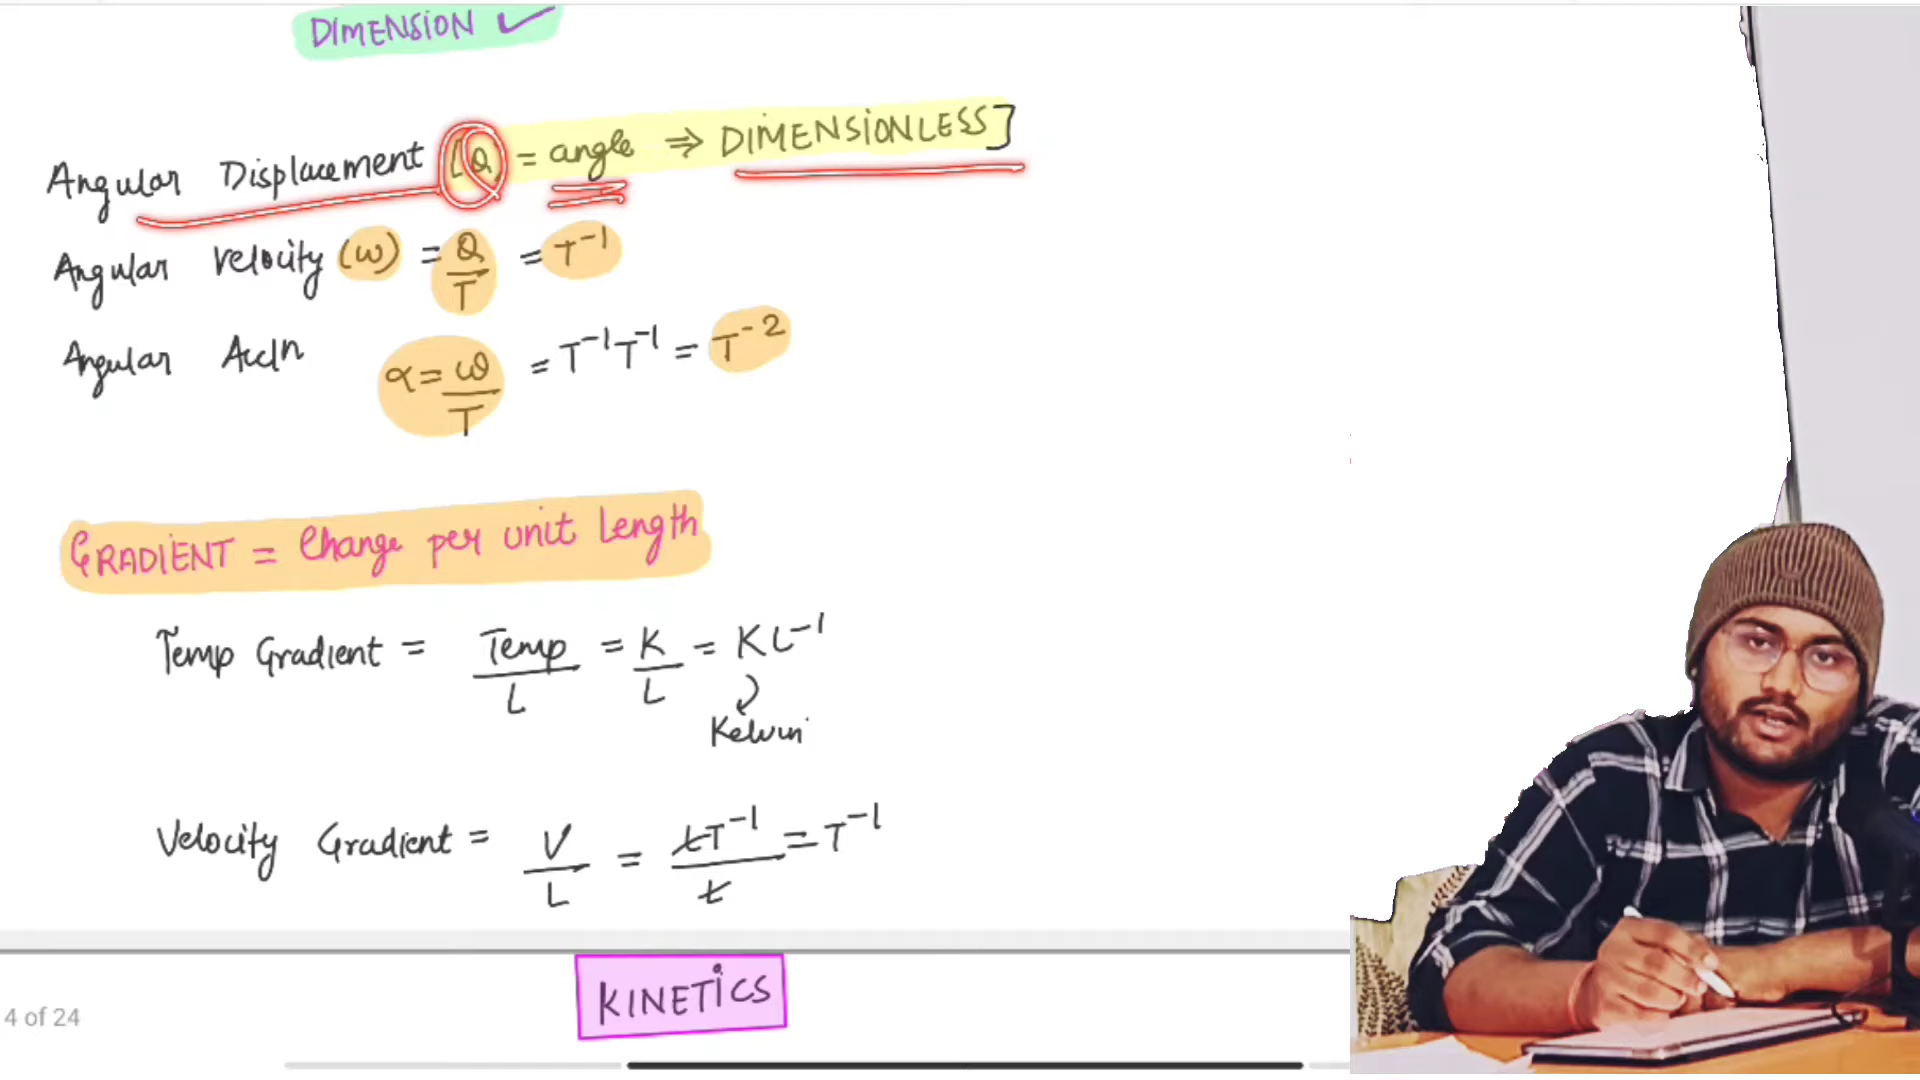 DIMENSION ✓
Angular Displacement [Q = angle ⇒ DIMENSIONLESS]
Angular Velocity (ω) = Q/T = T⁻¹
Angular Accln α = ω/T = T⁻¹T⁻¹ = T⁻²
GRADIENT = Change per unit Length
Temp Gradient = Temp/L = K/L = KL⁻¹
Kelvin
Velocity Gradient = V/L = LT⁻¹/L = T⁻¹
KINETICS
4 of 24